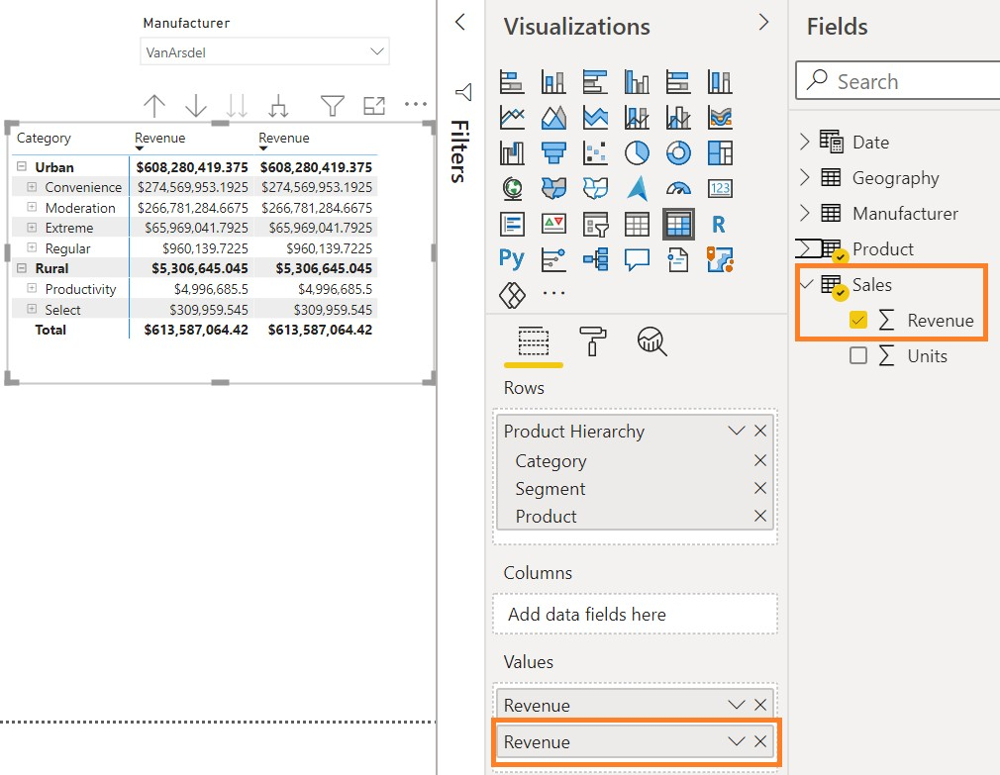 Manufacturer
VanArsdel
Category Revenue Revenue
Urban $608,280,419.375 $608,280,419.375
Convenience $274,569,953.1925 $274,569,953.1925
Moderation $266,781,284.6675 $266,781,284.6675
Extreme $65,969,041.7925 $65,969,041.7925
Regular $960,139.7225 $960,139.7225
Rural $5,306,645.045 $5,306,645.045
Productivity $4,996,685.5 $4,996,685.5
Select $309,959.545 $309,959.545
Total $613,587,064.42 $613,587,064.42
Filters
Visualizations
123
R
Py
Rows
Product Hierarchy
Category
Segment
Product
Columns
Add data fields here
Values
Revenue
Revenue
Fields
Search
Date
Geography
Manufacturer
Product
Sales
∑ Revenue
∑ Units